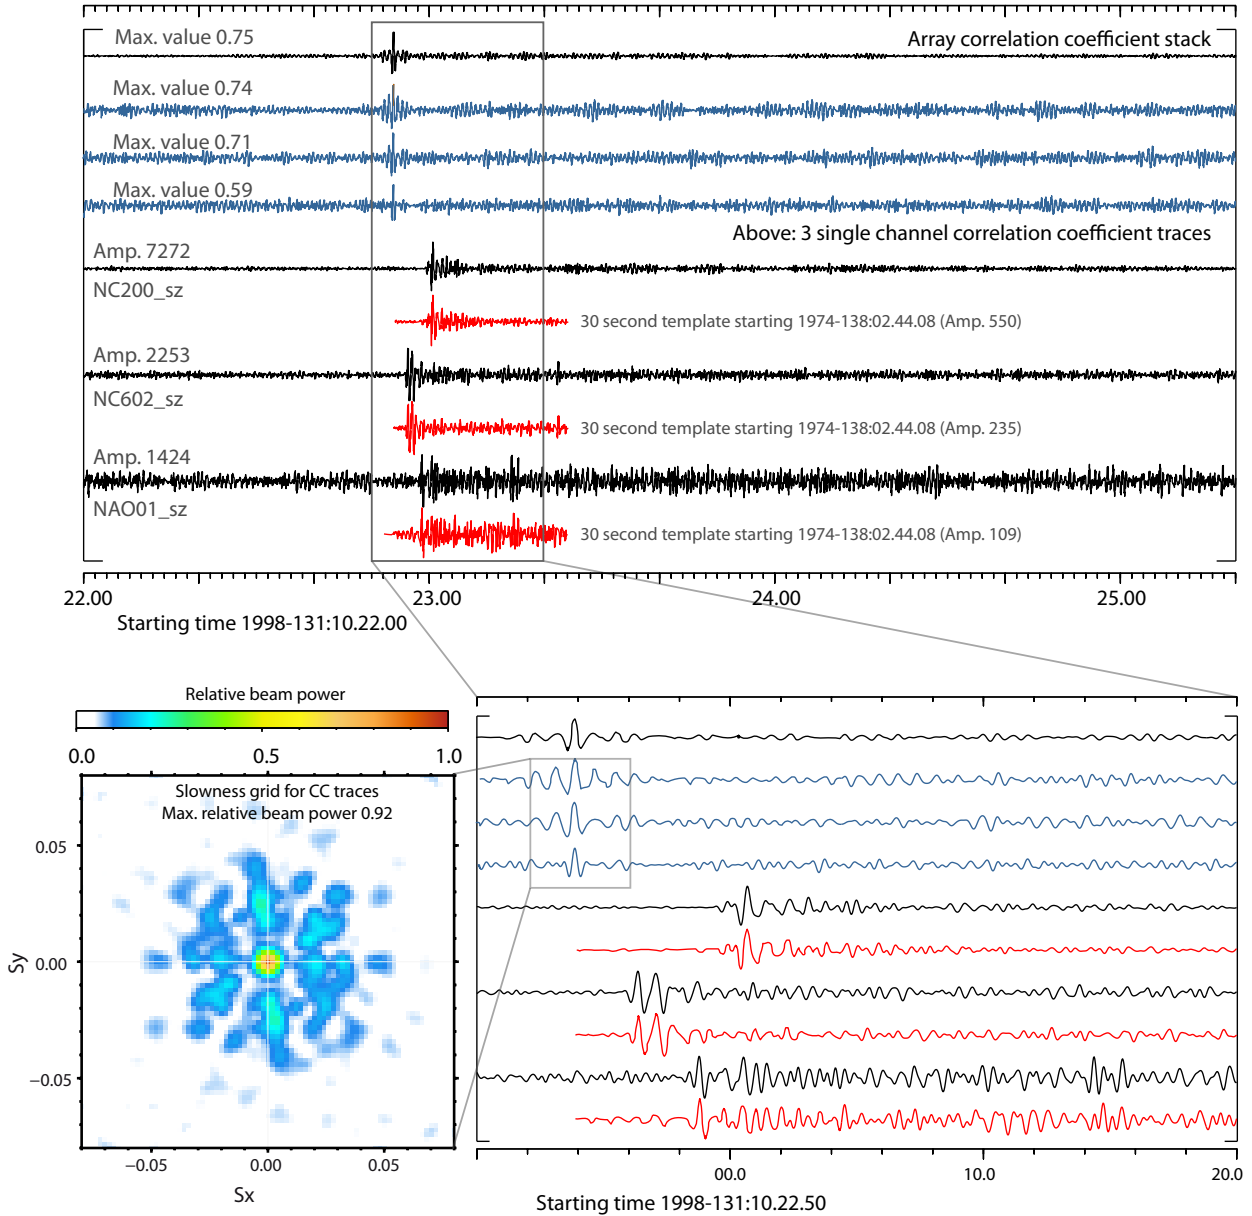 Max. value 0.75
Array correlation coefficient stack
Max. value 0.74
Max. value 0.71
Max. value 0.59
Above: 3 single channel correlation coefficient traces
Amp. 7272
NC200_sz
30 second template starting 1974-138:02.44.08 (Amp. 550)
Amp. 2253
NC602_sz
30 second template starting 1974-138:02.44.08 (Amp. 235)
Amp. 1424
NAO01_sz
30 second template starting 1974-138:02.44.08 (Amp. 109)
22.00 23.00 24.00 25.00
Starting time 1998-131:10.22.00
Relative beam power
0.0 0.5 1.0
Slowness grid for CC traces
Max. relative beam power 0.92
0.05
0.00
−0.05
Sy
−0.05 0.00 0.05
Sx
00.0 10.0 20.0
Starting time 1998-131:10.22.50